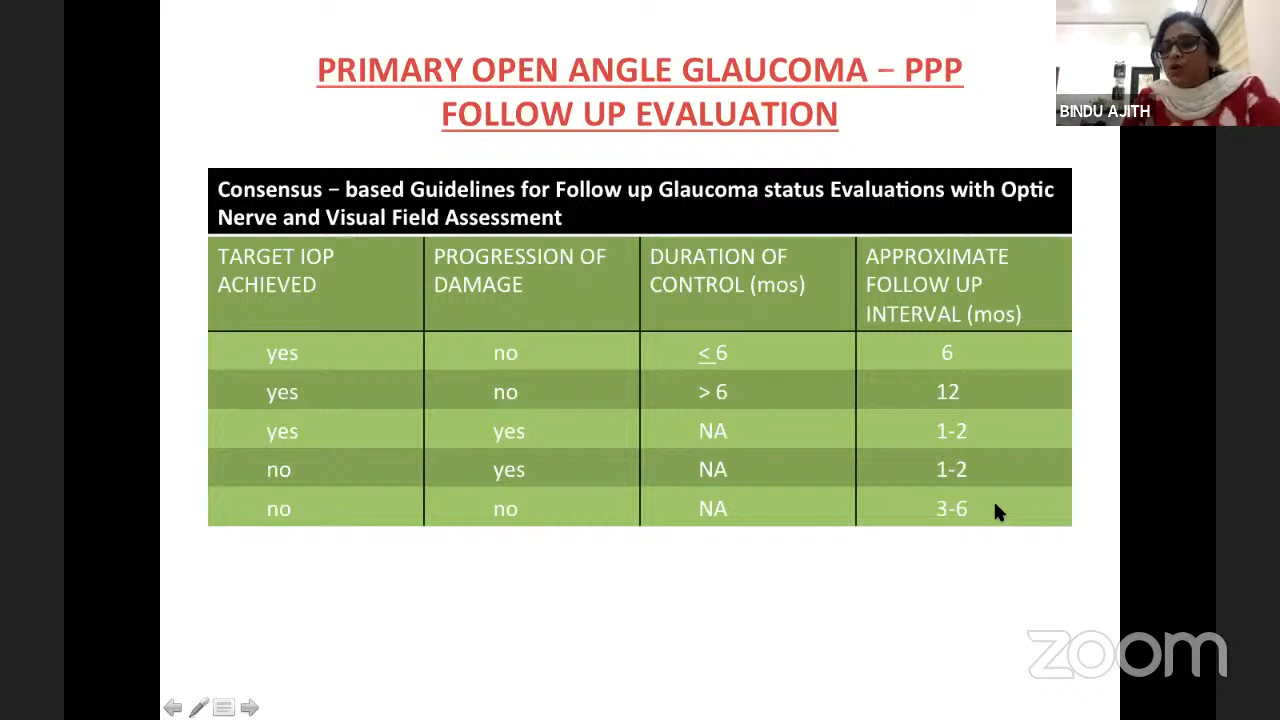 PRIMARY OPEN ANGLE GLAUCOMA – PPP
FOLLOW UP EVALUATION
BINDU AJITH
Consensus – based Guidelines for Follow up Glaucoma status Evaluations with Optic
Nerve and Visual Field Assessment
TARGET IOP ACHIEVED PROGRESSION OF DAMAGE DURATION OF CONTROL (mos) APPROXIMATE FOLLOW UP INTERVAL (mos)
yes no < 6 6
yes no > 6 12
yes yes NA 1-2
no yes NA 1-2
no no NA 3-6
zoom